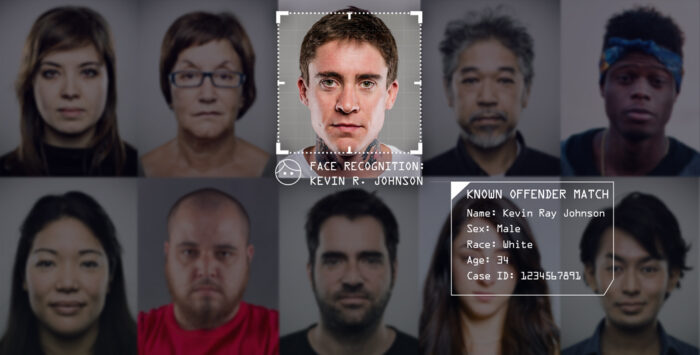 FACE RECOGNITION:
KEVIN R. JOHNSON
KNOWN OFFENDER MATCH
Name: Kevin Ray Johnson
Sex: Male
Race: White
Age: 34
Case ID: 1234567891